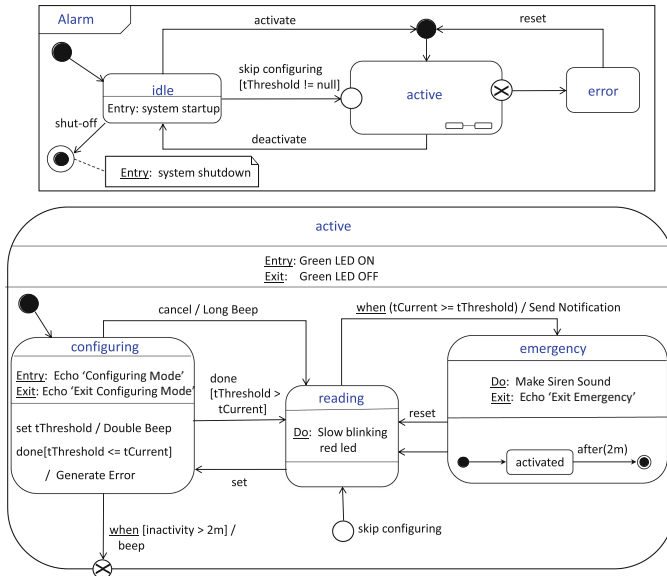 Alarm
activate
reset
idle
Entry: system startup
skip configuring
[tThreshold != null]
active
error
shut-off
deactivate
Entry: system shutdown
active
Entry: Green LED ON
Exit: Green LED OFF
cancel / Long Beep
when (tCurrent >= tThreshold) / Send Notification
configuring
Entry: Echo ‘Configuring Mode’
Exit: Echo ‘Exit Configuring Mode’
set tThreshold / Double Beep
done[tThreshold <= tCurrent]
/ Generate Error
done
[tThreshold >
tCurrent]
reading
Do: Slow blinking
red led
reset
set
emergency
Do: Make Siren Sound
Exit: Echo ‘Exit Emergency’
activated
after(2m)
when [inactivity > 2m] /
beep
skip configuring